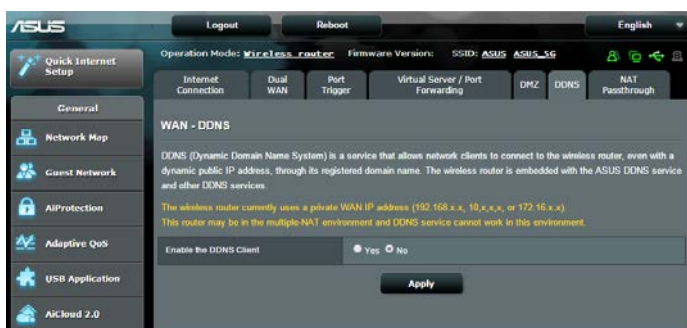 ASUS
Logout
Reboot
English
Quick Internet
Setup
General
Network Map
Guest Network
AiProtection
Adaptive QoS
USB Application
AiCloud 2.0
Operation Mode: Wireless router Firmware Version: SSID: ASUS ASUS_5G
Internet
Connection
Dual
WAN
Port
Trigger
Virtual Server / Port
Forwarding
DMZ
DDNS
NAT
Passthrough
WAN - DDNS
DDNS (Dynamic Domain Name System) is a service that allows network clients to connect to the wireless router, even with a
dynamic public IP address, through its registered domain name. The wireless router is embedded with the ASUS DDNS service
and other DDNS services.
The wireless router currently uses a private WAN IP address (192.168.x.x, 10,x,x,x, or 172.16.x.x)
This router may be in the multiple-NAT environment and DDNS service cannot work in this environment.
Enable the DDNS Client
Yes No
Apply